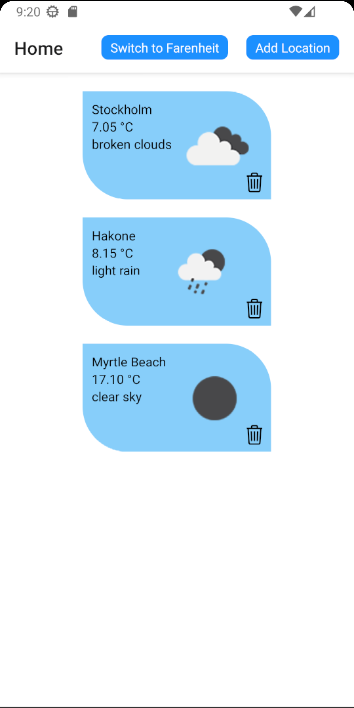 9:20
Home
Switch to Farenheit
Add Location
Stockholm
7.05 °C
broken clouds
Hakone
8.15 °C
light rain
Myrtle Beach
17.10 °C
clear sky